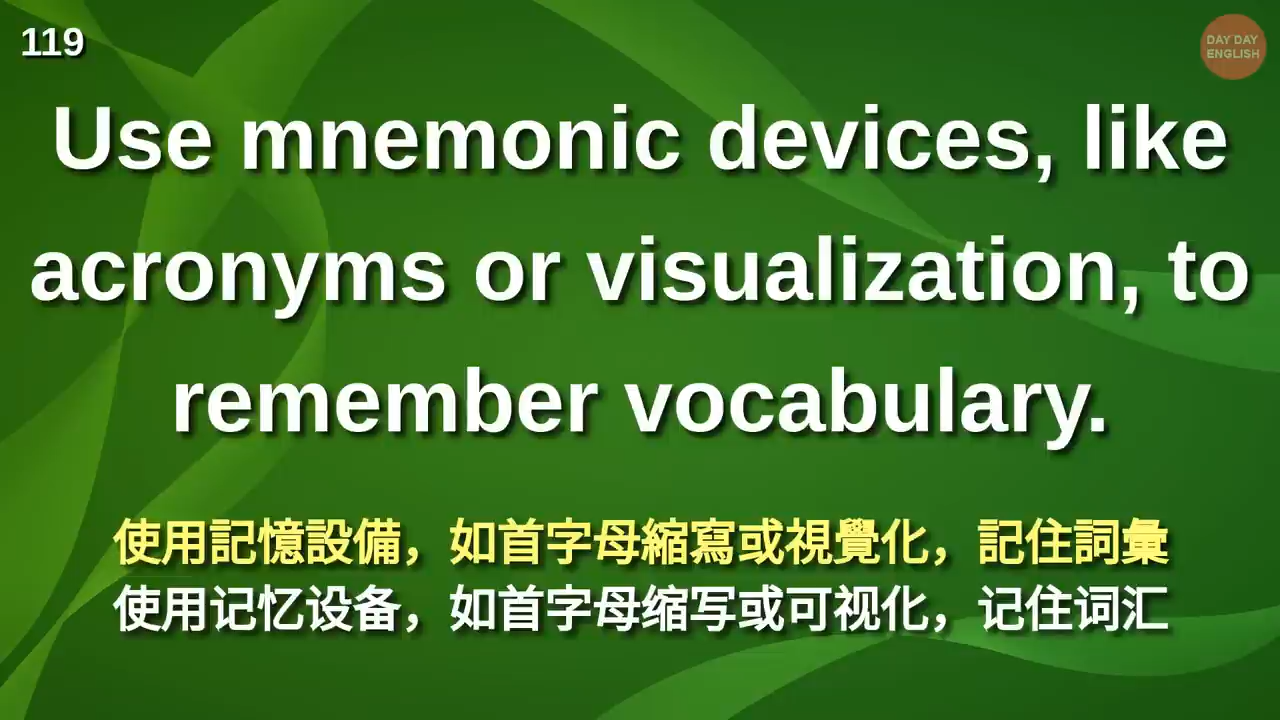 119
DAY DAY
ENGLISH
Use mnemonic devices, like
acronyms or visualization, to
remember vocabulary.
使用記憶設備，如首字母縮寫或視覺化，記住詞彙
使用记忆设备，如首字母缩写或可视化，记住词汇